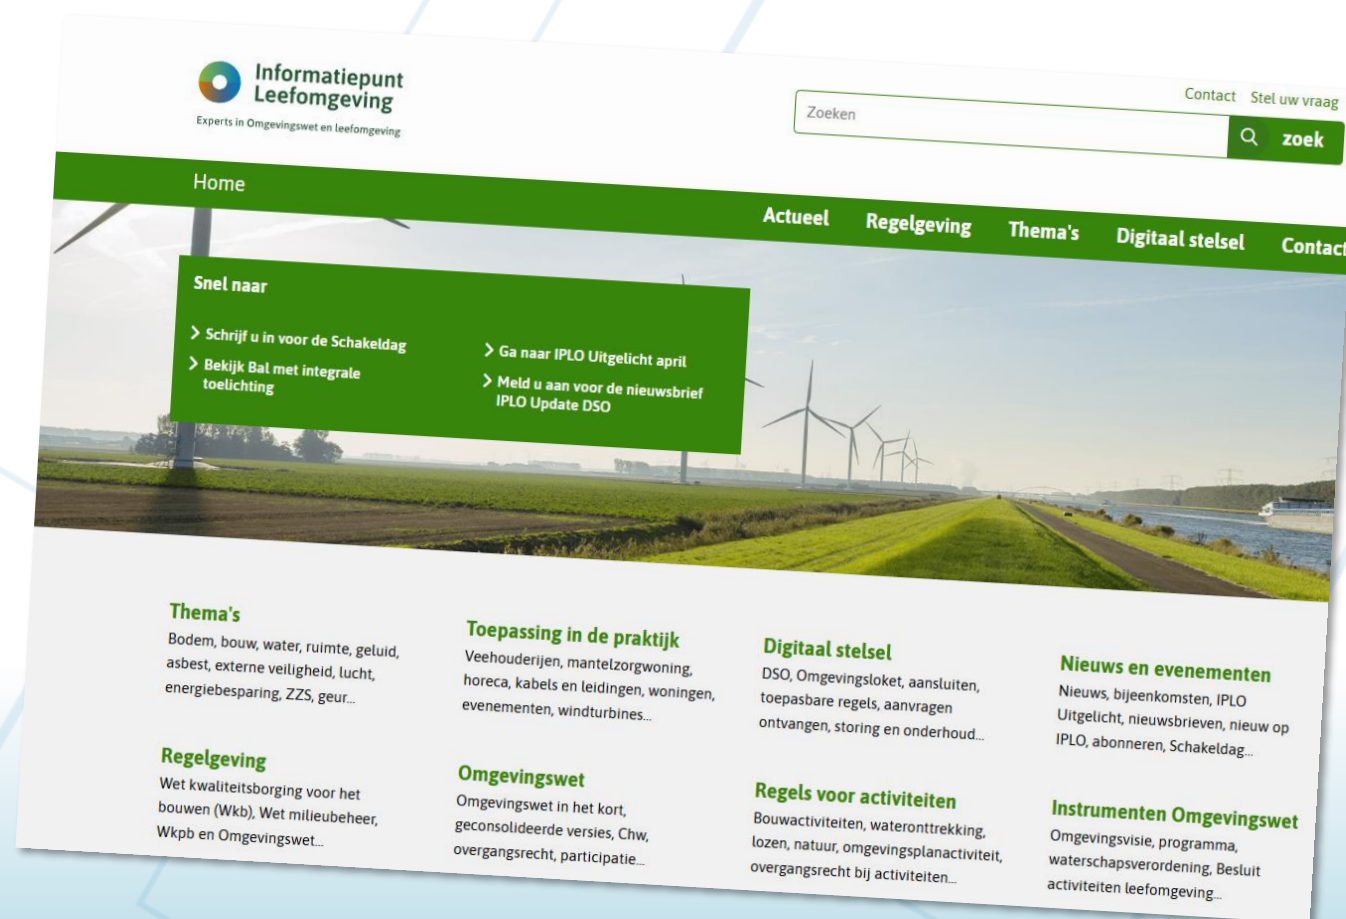 Informatiepunt
Leefomgeving
Experts in Omgevingswet en leefomgeving
Contact Stel uw vraag
Zoeken
zoek
Home
Actueel Regelgeving Thema's Digitaal stelsel Contact
Snel naar
Schrijf u in voor de Schakeldag
Bekijk Bal met integrale
toelichting
Ga naar IPLO Uitgelicht april
Meld u aan voor de nieuwsbrief
IPLO Update DSO
Thema's
Bodem, bouw, water, ruimte, geluid,
asbest, externe veiligheid, lucht,
energiebesparing, ZZS, geur...
Toepassing in de praktijk
Veehouderijen, mantelzorgwoning,
horeca, kabels en leidingen, woningen,
evenementen, windturbines...
Digitaal stelsel
DSO, Omgevingsloket, aansluiten,
toepasbare regels, aanvragen
ontvangen, storing en onderhoud...
Nieuws en evenementen
Nieuws, bijeenkomsten, IPLO
Uitgelicht, nieuwsbrieven, nieuw op
IPLO, abonneren, Schakeldag...
Regelgeving
Wet kwaliteitsborging voor het
bouwen (Wkb), Wet milieubeheer,
Wkpb en Omgevingswet...
Omgevingswet
Omgevingswet in het kort,
geconsolideerde versies, Chw,
overgangsrecht, participatie...
Regels voor activiteiten
Bouwactiviteiten, wateronttrekking,
lozen, natuur, omgevingsplanactiviteit,
overgangsrecht bij activiteiten...
Instrumenten Omgevingswet
Omgevingsvisie, programma,
waterschapsverordening, Besluit
activiteiten leefomgeving...